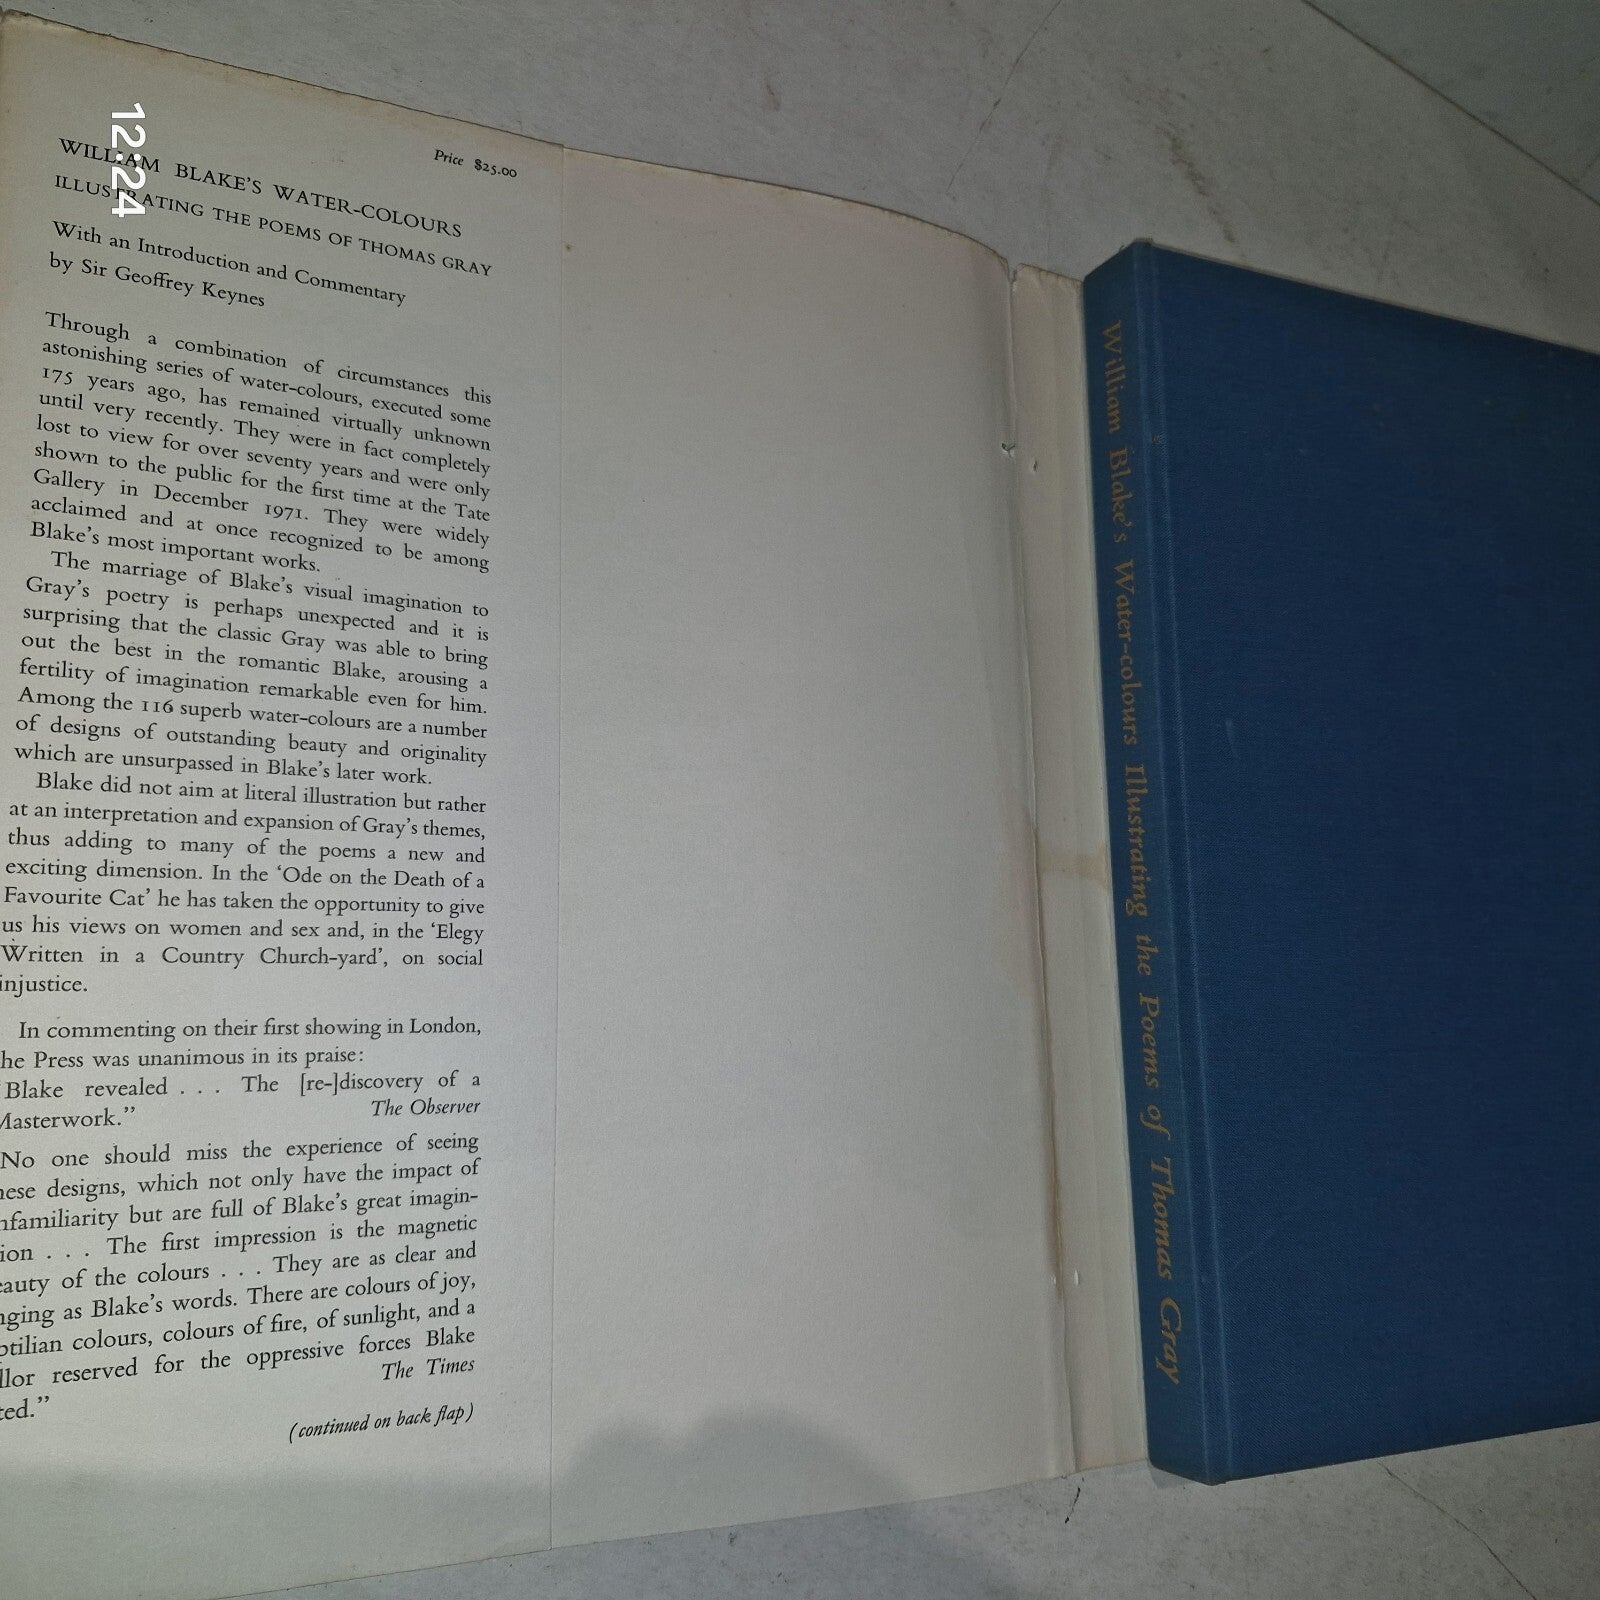 12:24
Price $25.00
WILLIAM BLAKE'S WATER-COLOURS
ILLUSTRATING THE POEMS OF THOMAS GRAY
With an Introduction and Commentary
by Sir Geoffrey Keynes
Through a combination of circumstances this
astonishing series of water-colours, executed some
175 years ago, has remained virtually unknown
until very recently. They were in fact completely
lost to view for over seventy years and were only
shown to the public for the first time at the Tate
Gallery in December 1971. They were widely
acclaimed and at once recognized to be among
Blake's most important works.
The marriage of Blake's visual imagination to
Gray's poetry is perhaps unexpected and it is
surprising that the classic Gray was able to bring
out the best in the romantic Blake, arousing a
fertility of imagination remarkable even for him.
Among the 116 superb water-colours are a number
of designs of outstanding beauty and originality
which are unsurpassed in Blake's later work.
Blake did not aim at literal illustration but rather
at an interpretation and expansion of Gray's themes,
thus adding to many of the poems a new and
exciting dimension. In the 'Ode on the Death of a
Favourite Cat' he has taken the opportunity to give
us his views on women and sex and, in the 'Elegy
Written in a Country Church-yard', on social
injustice.
In commenting on their first showing in London,
he Press was unanimous in its praise:
Blake revealed . . . The [re-]discovery of a
Masterwork."
The Observer
No one should miss the experience of seeing
hese designs, which not only have the impact of
nfamiliarity but are full of Blake's great imagin-
ion . . . The first impression is the magnetic
eauty of the colours . . . They are as clear and
nging as Blake's words. There are colours of joy,
ptilian colours, colours of fire, of sunlight, and a
llor reserved for the oppressive forces Blake
ted."
The Times
(continued on back flap)
William Blake's Water-colours Illustrating the Poems of Thomas Gray